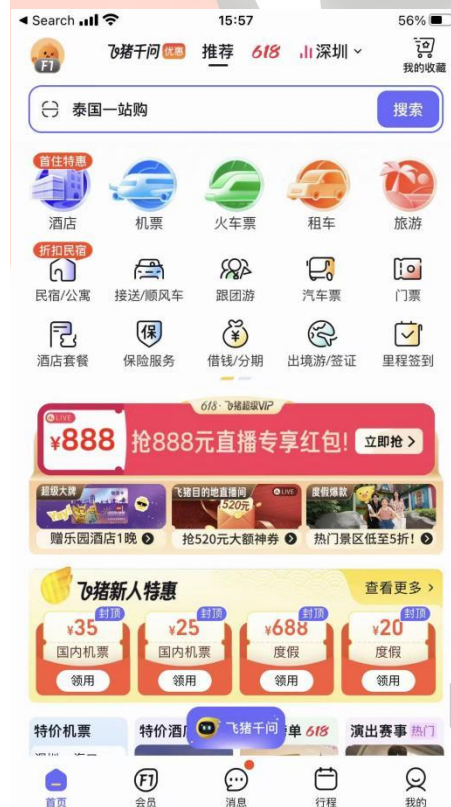 Search 15:57 56%
F1 飞猪千问 优惠 推荐 618 深圳 我的收藏
泰国一站购 搜索
首住特惠
酒店 机票 火车票 租车 旅游
折扣民宿
民宿/公寓 接送/顺风车 跟团游 汽车票 门票
保
酒店套餐 保险服务 借钱/分期 出境游/签证 里程签到
618·飞猪超级VIP
LIVE
¥888 抢888元直播专享红包! 立即抢 >
超级大牌 飞猪目的地直播间 LIVE 度假爆款
520元
赠乐园酒店1晚 抢520元大额神券 热门景区低至5折!
飞猪新人特惠 查看更多 >
封顶 封顶 封顶 封顶
¥35 ¥25 ¥688 ¥20
国内机票 国内机票 度假 度假
领用 领用 领用 领用
特价机票 特价酒 飞猪千问 单 618 演出赛事 热门
首页 F1 会员 消息 行程 我的